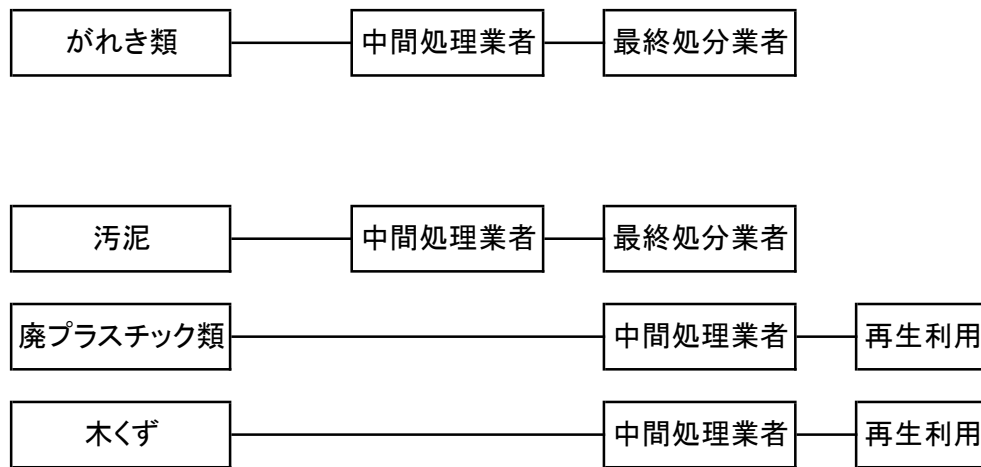 がれき類 中間処理業者 最終処分業者
汚泥 中間処理業者 最終処分業者
廃プラスチック類 中間処理業者 再生利用
木くず 中間処理業者 再生利用